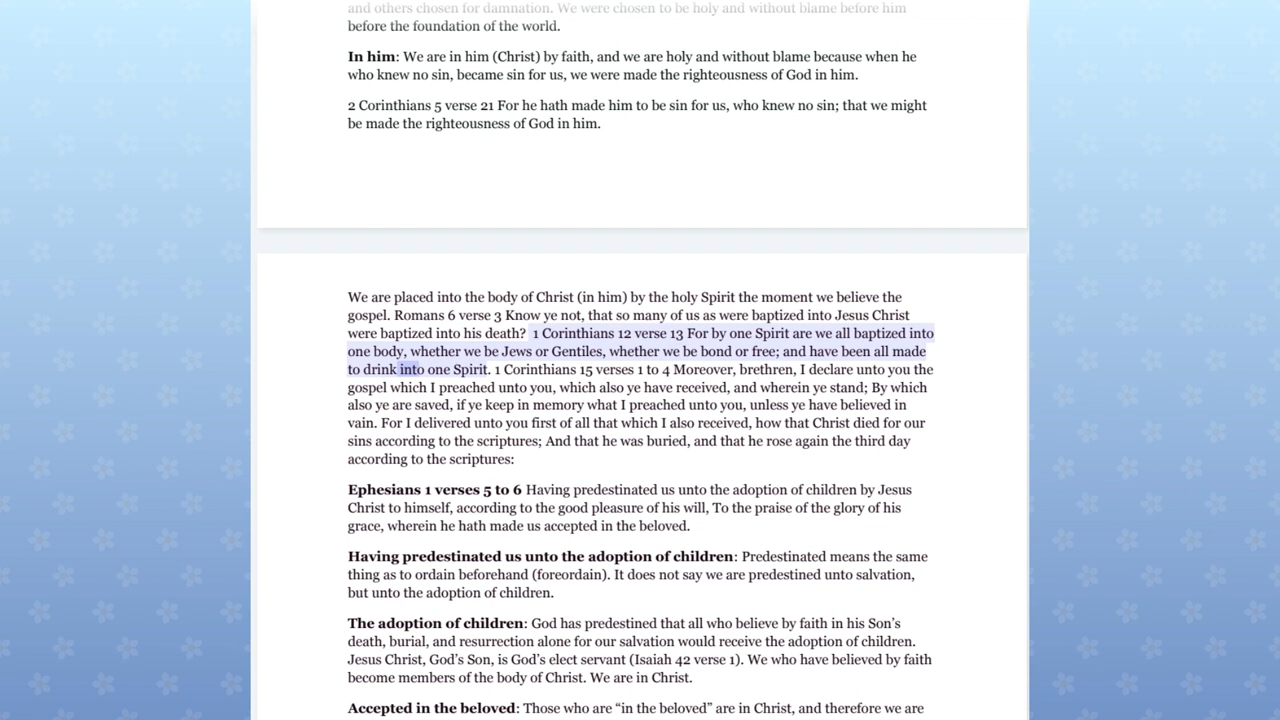 and others chosen for damnation. We were chosen to be holy and without blame before him
before the foundation of the world.
In him: We are in him (Christ) by faith, and we are holy and without blame because when he
who knew no sin, became sin for us, we were made the righteousness of God in him.
2 Corinthians 5 verse 21 For he hath made him to be sin for us, who knew no sin; that we might
be made the righteousness of God in him.
We are placed into the body of Christ (in him) by the holy Spirit the moment we believe the
gospel. Romans 6 verse 3 Know ye not, that so many of us as were baptized into Jesus Christ
were baptized into his death? 1 Corinthians 12 verse 13 For by one Spirit are we all baptized into
one body, whether we be Jews or Gentiles, whether we be bond or free; and have been all made
to drink into one Spirit. 1 Corinthians 15 verses 1 to 4 Moreover, brethren, I declare unto you the
gospel which I preached unto you, which also ye have received, and wherein ye stand; By which
also ye are saved, if ye keep in memory what I preached unto you, unless ye have believed in
vain. For I delivered unto you first of all that which I also received, how that Christ died for our
sins according to the scriptures; And that he was buried, and that he rose again the third day
according to the scriptures:
Ephesians 1 verses 5 to 6 Having predestinated us unto the adoption of children by Jesus
Christ to himself, according to the good pleasure of his will, To the praise of the glory of his
grace, wherein he hath made us accepted in the beloved.
Having predestinated us unto the adoption of children: Predestinated means the same
thing as to ordain beforehand (foreordain). It does not say we are predestined unto salvation,
but unto the adoption of children.
The adoption of children: God has predestined that all who believe by faith in his Son's
death, burial, and resurrection alone for our salvation would receive the adoption of children.
Jesus Christ, God's Son, is God's elect servant (Isaiah 42 verse 1). We who have believed by faith
become members of the body of Christ. We are in Christ.
Accepted in the beloved: Those who are "in the beloved" are in Christ, and therefore we are